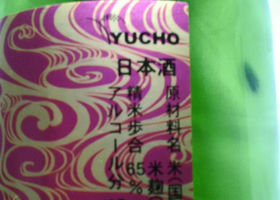 YUCHO
日本酒
原材料名 米(国
米麹
精米歩合 65%
アルコール分